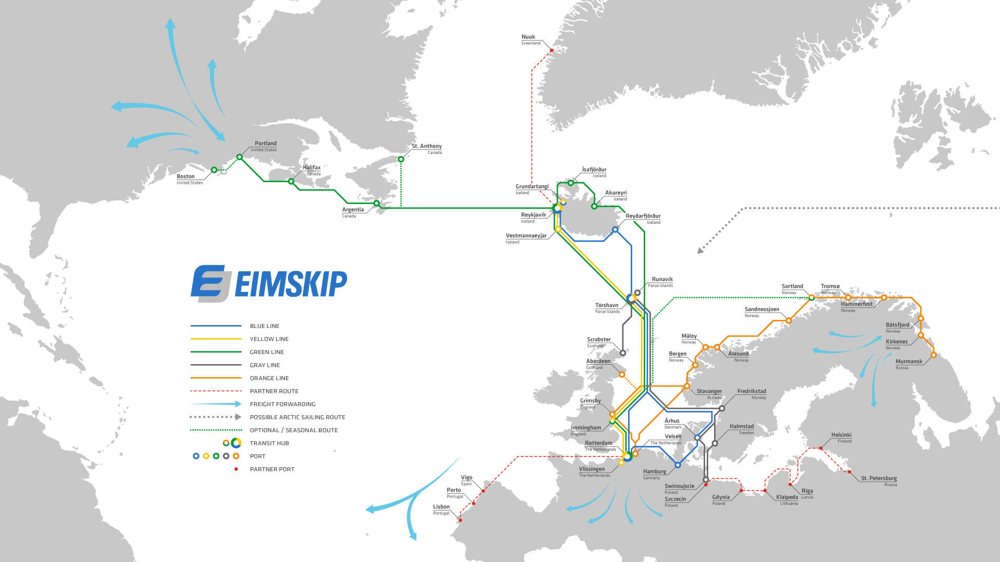 Nuuk
Greenland
Portland
United States
St. Anthony
Canada
Boston
United States
Halifax
Canada
Argentia
Canada
Ísafjörður
Iceland
Grundartangi
Iceland
Akureyri
Iceland
Reykjavík
Iceland
Reyðarfjörður
Iceland
Vestmannaeyjar
Iceland
EIMSKIP
Runavík
Faroe Islands
Tórshavn
Faroe Islands
Sortland
Norway
Tromsø
Norway
Hammerfest
Norway
Sandnessjoen
Norway
Båtsfjord
Norway
Kirkenes
Norway
Murmansk
Russia
Måloy
Norway
Ålesund
Norway
Bergen
Norway
Scrabster
Scotland
Aberdeen
Scotland
Stavanger
Norway
Fredrikstad
Norway
Grimsby
England
Immingham
England
Århus
Denmark
Halmstad
Sweden
Velsen
The Netherlands
Rotterdam
The Netherlands
Vlissingen
The Netherlands
Hamburg
Germany
Helsinki
Finland
St. Petersburg
Russia
Swinoujscie
Poland
Szczecin
Poland
Gdynia
Poland
Klaipeda
Lithuania
Riga
Latvia
Vigo
Spain
Porto
Portugal
Lisbon
Portugal
BLUE LINE
YELLOW LINE
GREEN LINE
GRAY LINE
ORANGE LINE
PARTNER ROUTE
FREIGHT FORWARDING
POSSIBLE ARCTIC SAILING ROUTE
OPTIONAL / SEASONAL ROUTE
TRANSIT HUB
PORT
PARTNER PORT